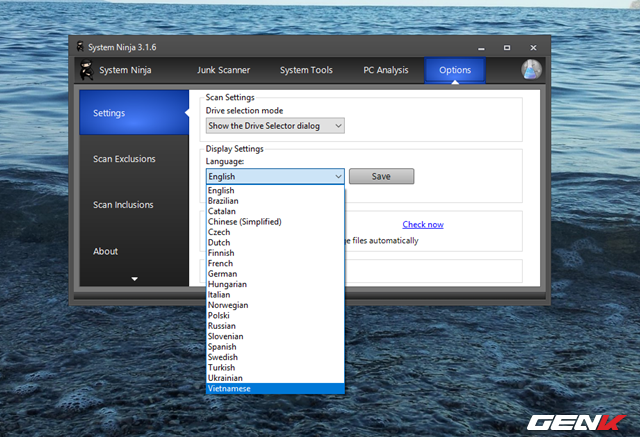 System Ninja 3.1.6
System Ninja
Junk Scanner
System Tools
PC Analysis
Options
Settings
Scan Exclusions
Scan Inclusions
About
Scan Settings
Drive selection mode
Show the Drive Selector dialog
Display Settings
Language:
English
Save
English
Brazilian
Catalan
Chinese (Simplified)
Czech
Dutch
Finnish
French
German
Hungarian
Italian
Norwegian
Polski
Russian
Slovenian
Spanish
Swedish
Turkish
Ukrainian
Vietnamese
Check now
files automatically
GENK